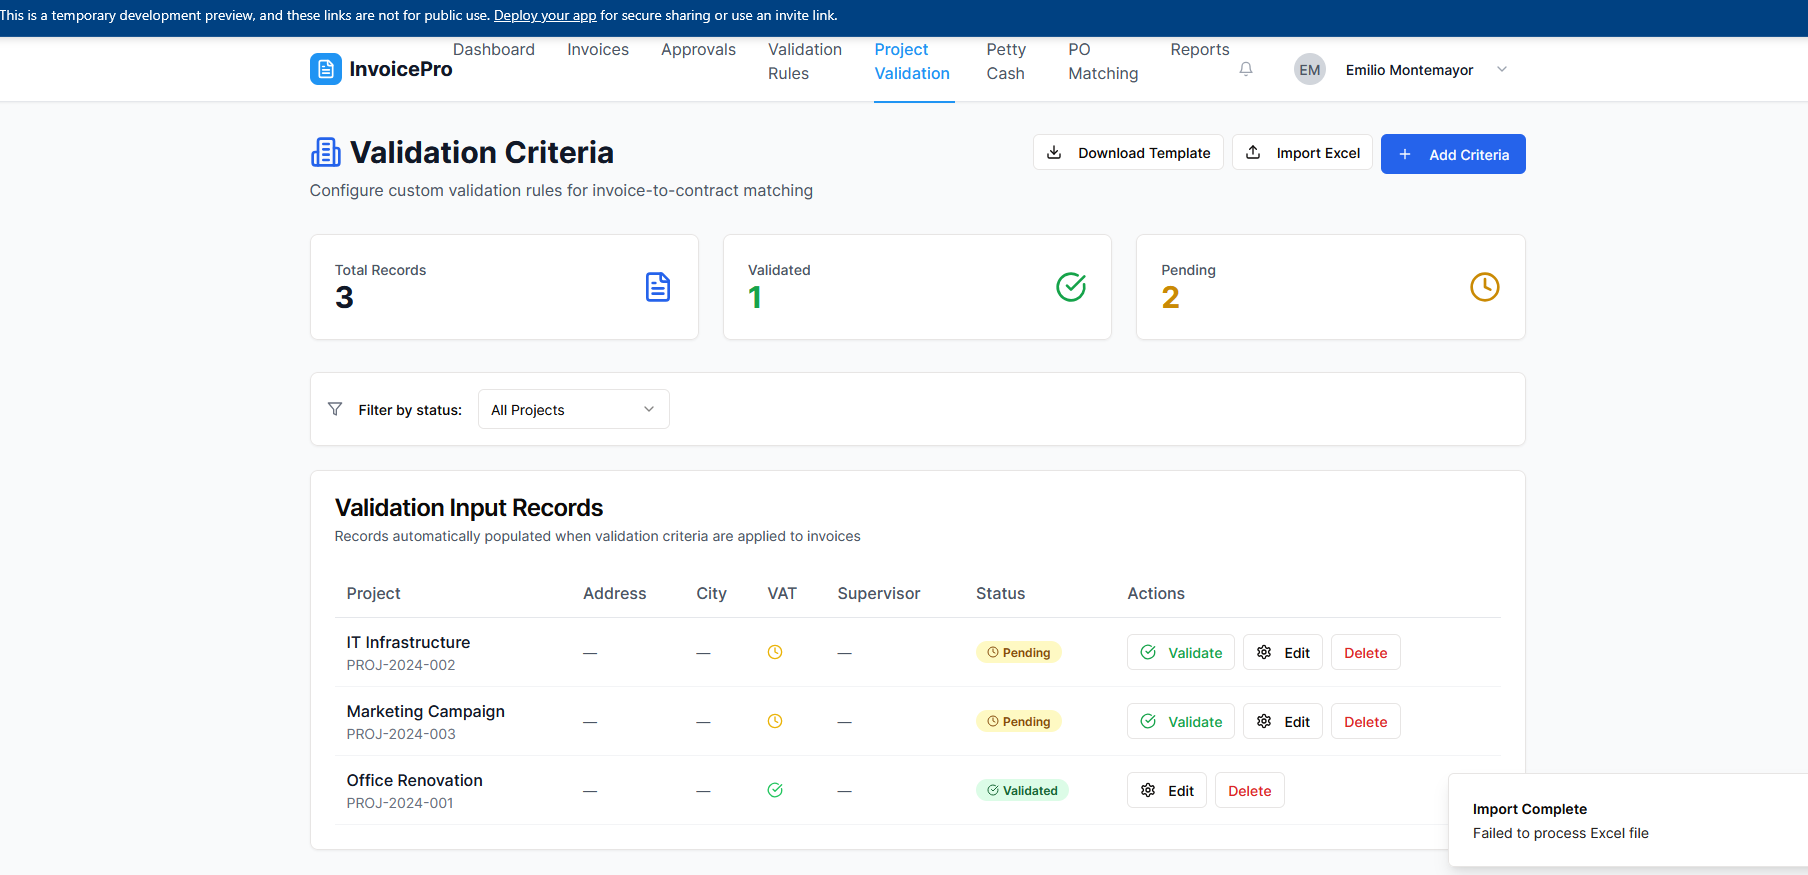 This is a temporary development preview, and these links are not for public use. Deploy your app for secure sharing or use an invite link.
InvoicePro
Dashboard
Invoices
Approvals
Validation
Rules
Project
Validation
Petty
Cash
PO
Matching
Reports
EM
Emilio Montemayor
Validation Criteria
Configure custom validation rules for invoice-to-contract matching
Download Template
Import Excel
+ Add Criteria
Total Records
3
Validated
1
Pending
2
Filter by status:
All Projects
Validation Input Records
Records automatically populated when validation criteria are applied to invoices
Project Address City VAT Supervisor Status Actions
IT Infrastructure
PROJ-2024-002
— — — Pending Validate Edit Delete
Marketing Campaign
PROJ-2024-003
— — — Pending Validate Edit Delete
Office Renovation
PROJ-2024-001
— — — Validated Edit Delete
Import Complete
Failed to process Excel file